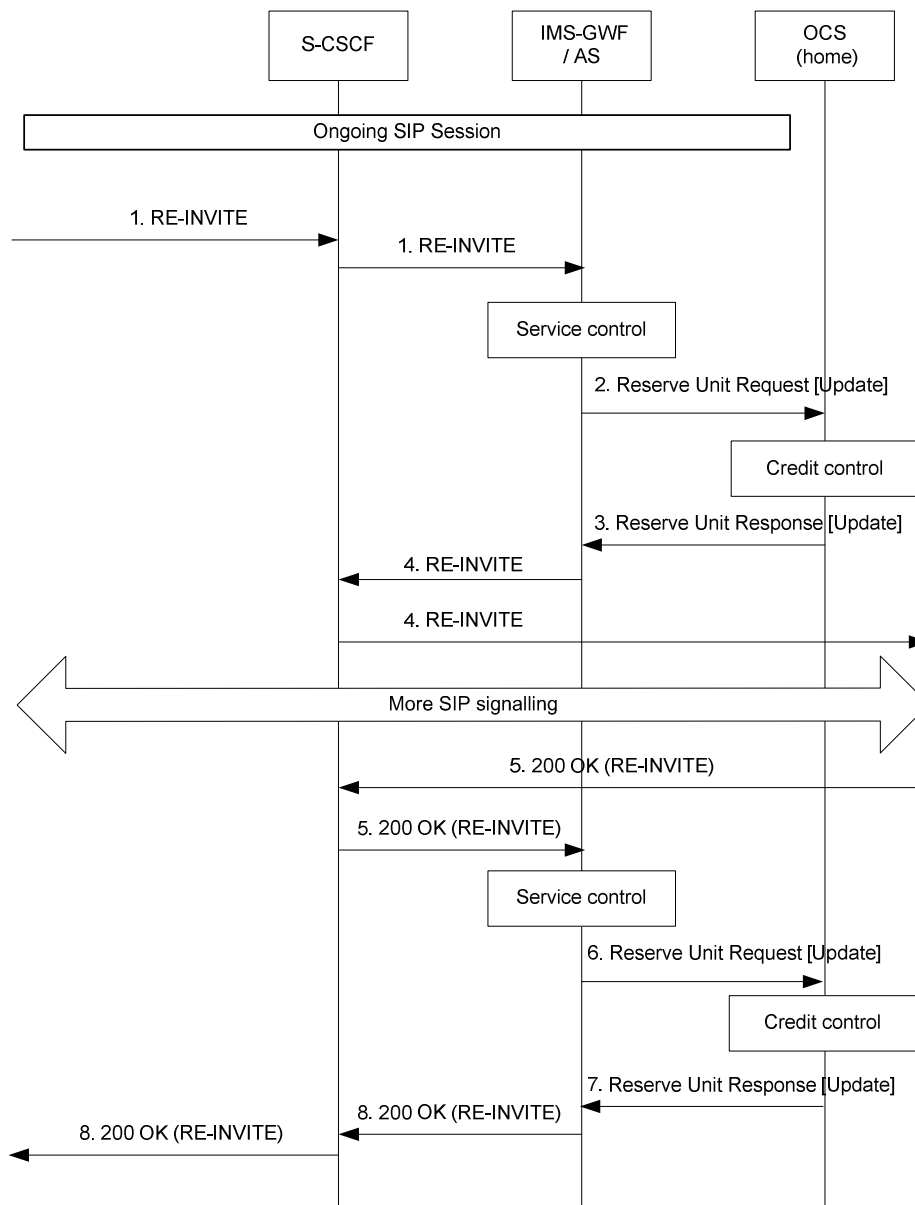 S-CSCF
IMS-GWF
/ AS
OCS
(home)
Ongoing SIP Session
1. RE-INVITE
1. RE-INVITE
Service control
2. Reserve Unit Request [Update]
Credit control
3. Reserve Unit Response [Update]
4. RE-INVITE
4. RE-INVITE
More SIP signalling
5. 200 OK (RE-INVITE)
5. 200 OK (RE-INVITE)
Service control
6. Reserve Unit Request [Update]
Credit control
7. Reserve Unit Response [Update]
8. 200 OK (RE-INVITE)
8. 200 OK (RE-INVITE)